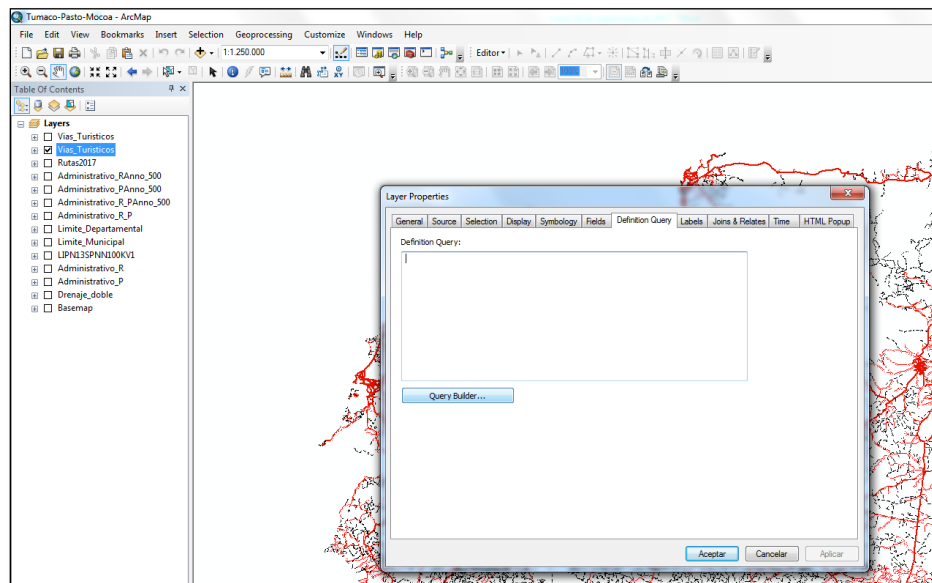 Tumaco-Pasto-Mocoa - ArcMap
File Edit View Bookmarks Insert Selection Geoprocessing Customize Windows Help
1:1.250.000
Editor
100%
Table Of Contents
Layers
Vias_Turisticos
Vias_Turisticos
Rutas2017
Administrativo_RAnno_500
Administrativo_PAnno_500
Administrativo_R_PAnno_500
Administrativo_R_P
Limite_Departamental
Limite_Municipal
LIPN13SPNN100KV1
Administrativo_R
Administrativo_P
Drenaje_doble
Basemap
Layer Properties
General Source Selection Display Symbology Fields Definition Query Labels Joins & Relates Time HTML Popup
Definition Query:
Query Builder...
Aceptar Cancelar Aplicar